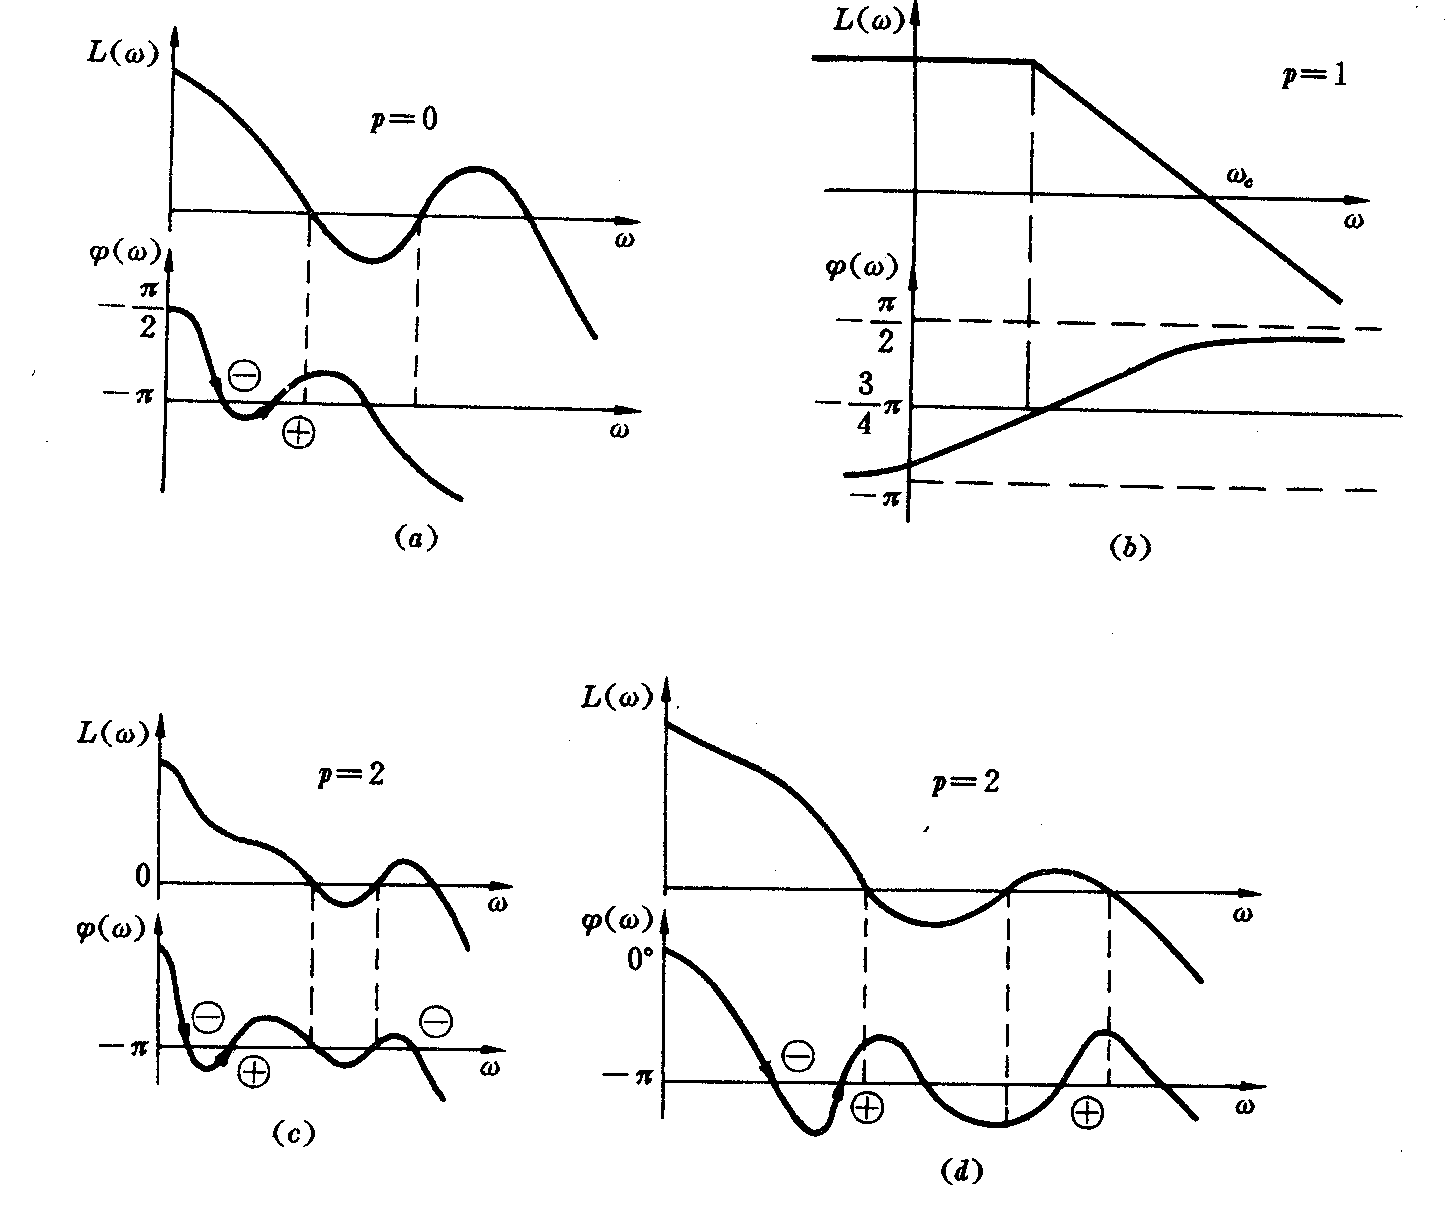 L(ω)
p=0
ω
φ(ω)
-π/2
⊖
-π
⊕
ω
(a)
L(ω)
p=1
ω_c
ω
φ(ω)
-π/2
-3/4π
-π
(b)
L(ω)
p=2
0
ω
φ(ω)
⊖
⊖
-π
⊕
ω
(c)
L(ω)
p=2
ω
φ(ω)
0°
⊖
-π
⊕
⊕
ω
(d)